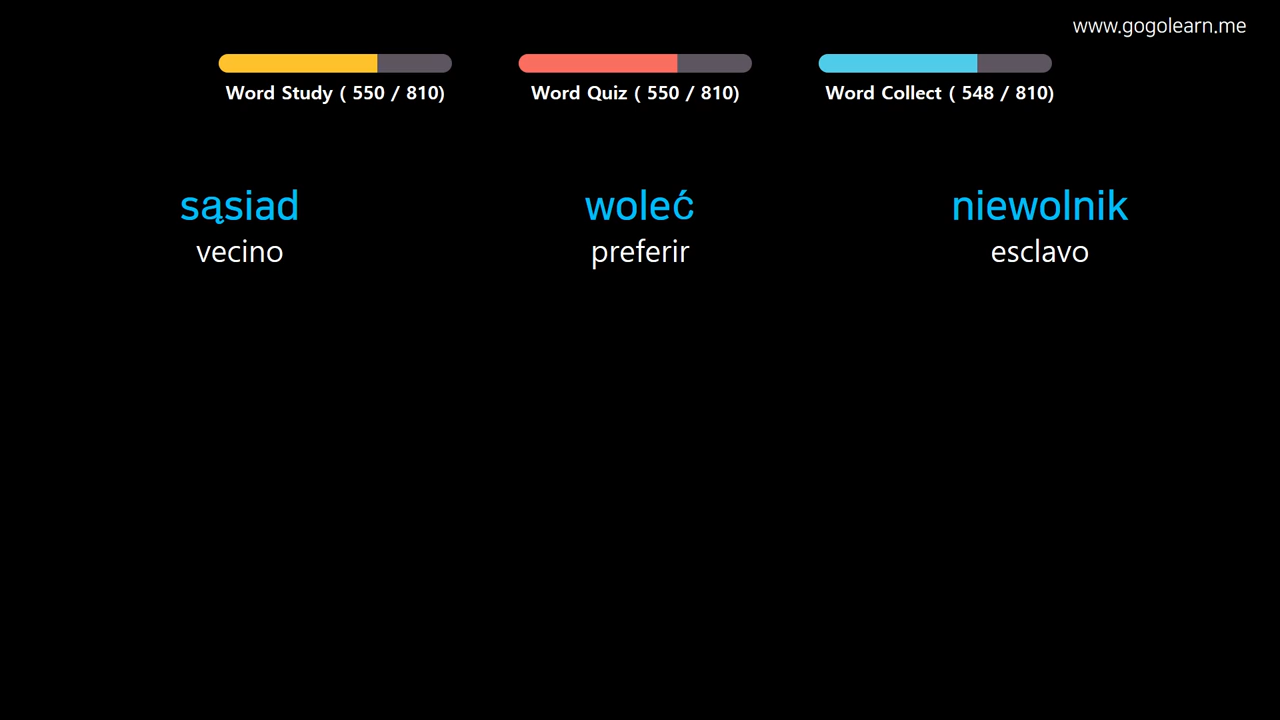 www.gogolearn.me
Word Study ( 550 / 810)
Word Quiz ( 550 / 810)
Word Collect ( 548 / 810)
sąsiad
vecino
woleć
preferir
niewolnik
esclavo